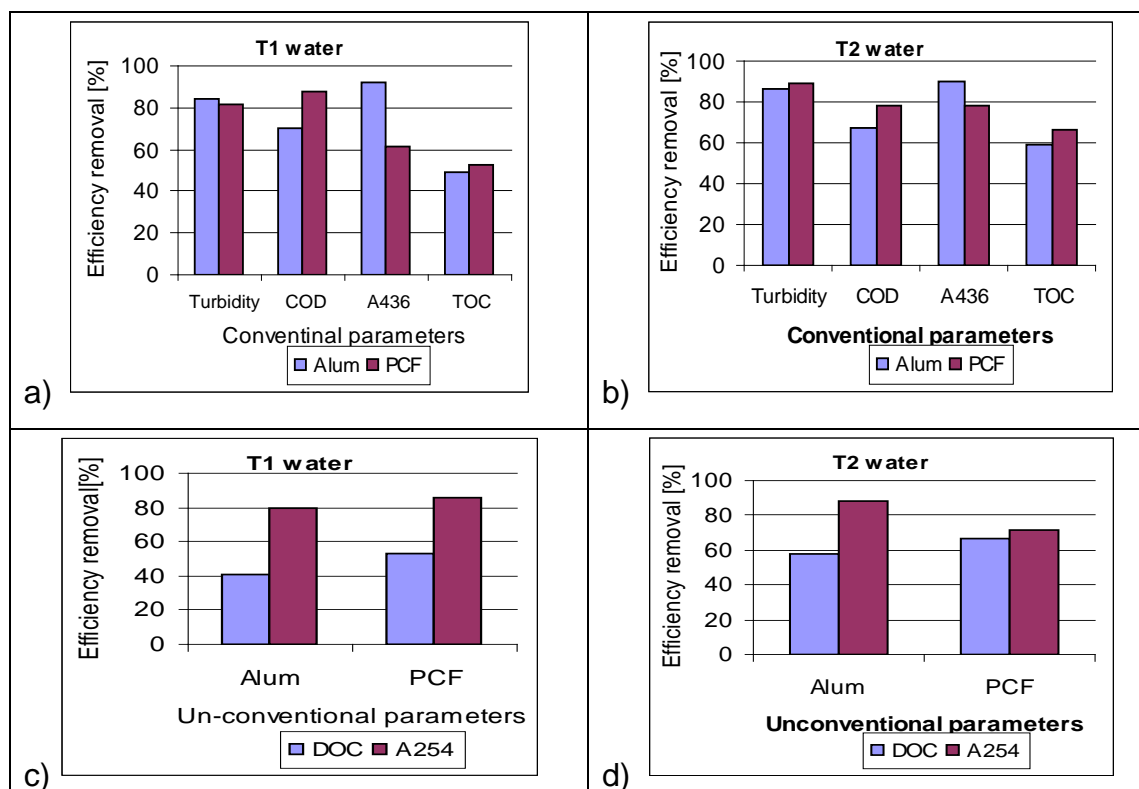 T1 water
Efficiency removal [%]
100
80
60
40
20
0
Turbidity COD A436 TOC
Conventinal parameters
Alum PCF
a)
T2 water
Efficiency removal [%]
100
80
60
40
20
0
Turbidity COD A436 TOC
Conventional parameters
Alum PCF
b)
T1 water
Efficiency removal[%]
100
80
60
40
20
0
Alum PCF
Un-conventional parameters
DOC A254
c)
T2 water
Efficiency removal [%]
100
80
60
40
20
0
Alum PCF
Unconventional parameters
DOC A254
d)